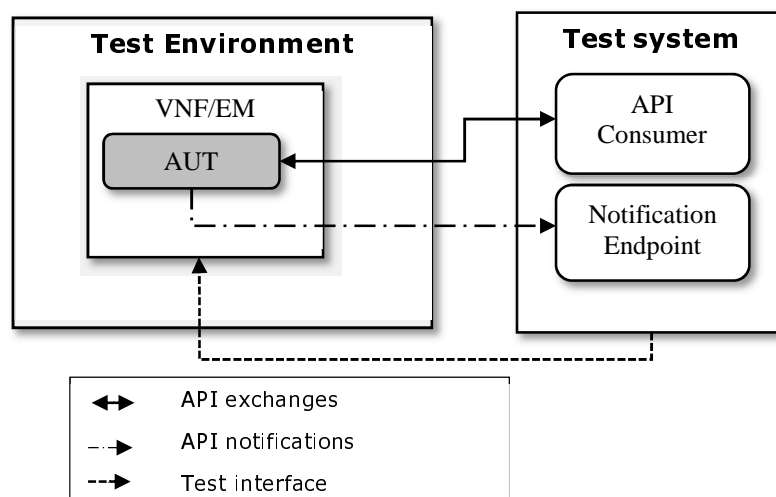 Test Environment
VNF/EM
AUT
Test system
API
Consumer
Notification
Endpoint
API exchanges
API notifications
Test interface